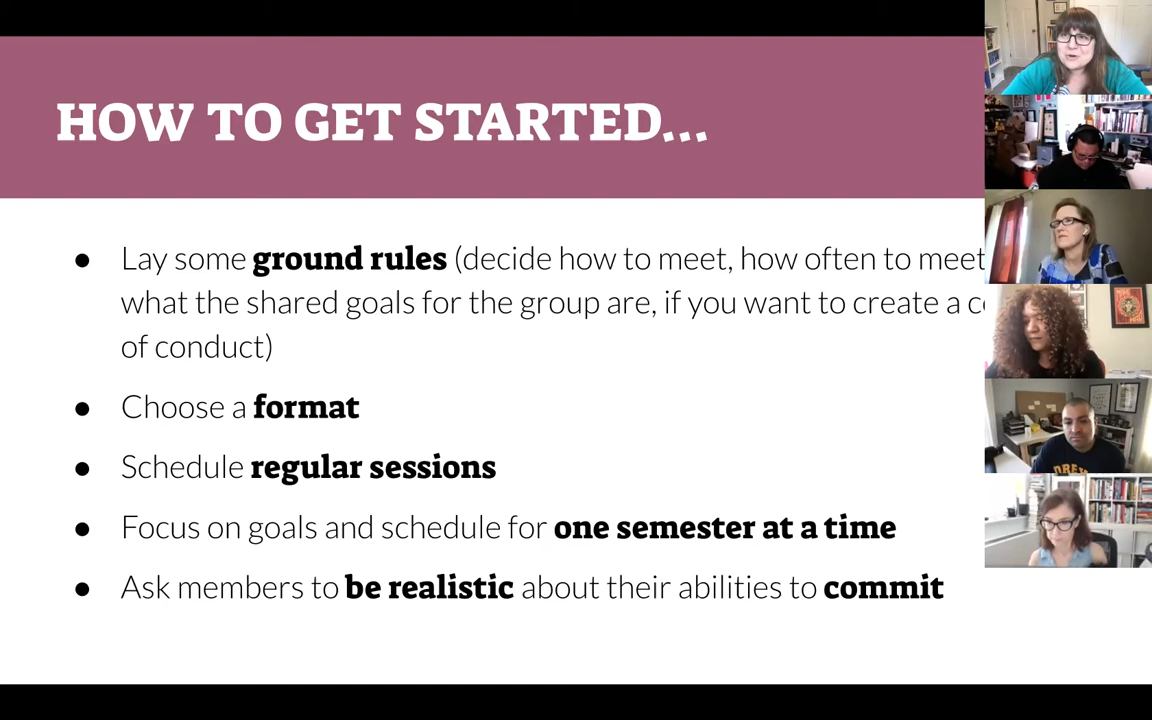 HOW TO GET STARTED...
● Lay some ground rules (decide how to meet, how often to meet
what the shared goals for the group are, if you want to create a
of conduct)
● Choose a format
● Schedule regular sessions
● Focus on goals and schedule for one semester at a time
● Ask members to be realistic about their abilities to commit
DREW